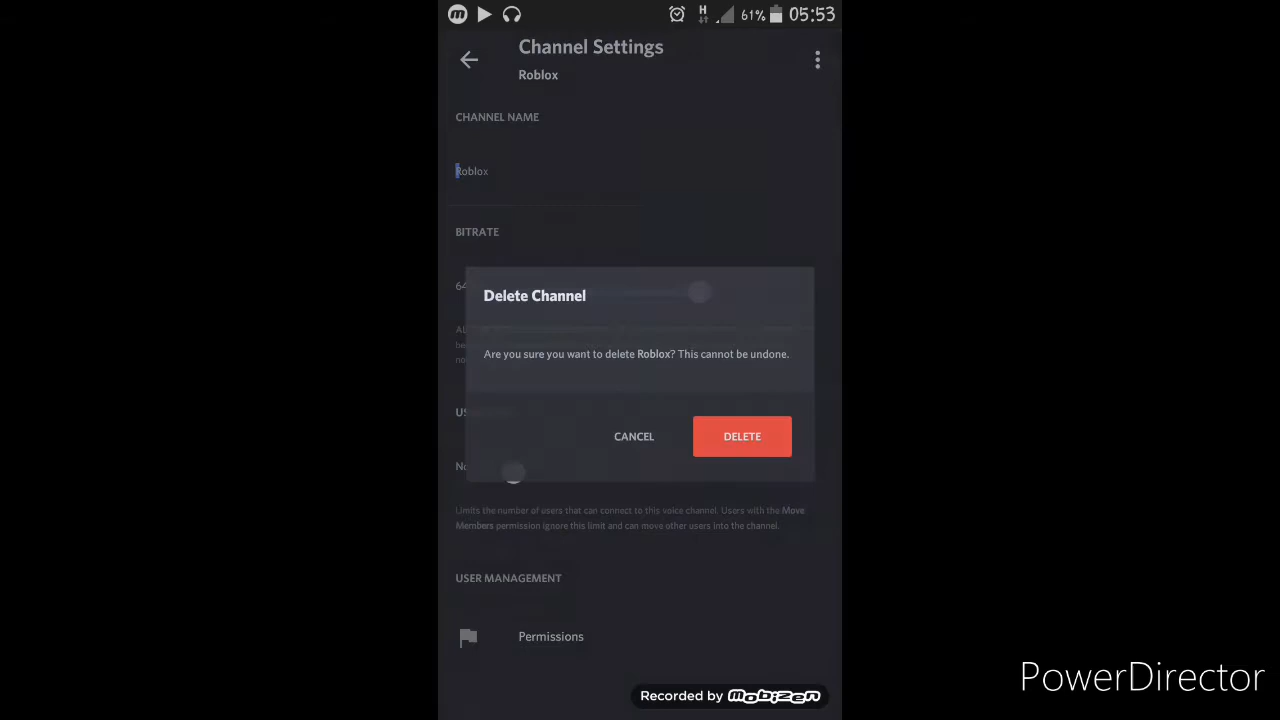 H 61% 05:53
Channel Settings
Roblox
CHANNEL NAME
Roblox
BITRATE
64
Delete Channel
Are you sure you want to delete Roblox? This cannot be undone.
CANCEL DELETE
Limits the number of users that can connect to this voice channel. Users with the Move
Members permission ignore this limit and can move other users into the channel.
USER MANAGEMENT
Permissions
Recorded by mobizen
PowerDirector